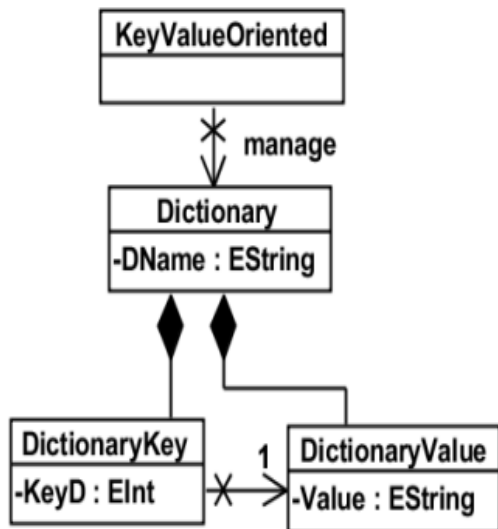 KeyValueOriented
manage
Dictionary
-DName : EString
DictionaryKey
-KeyD : EInt
1
DictionaryValue
-Value : EString